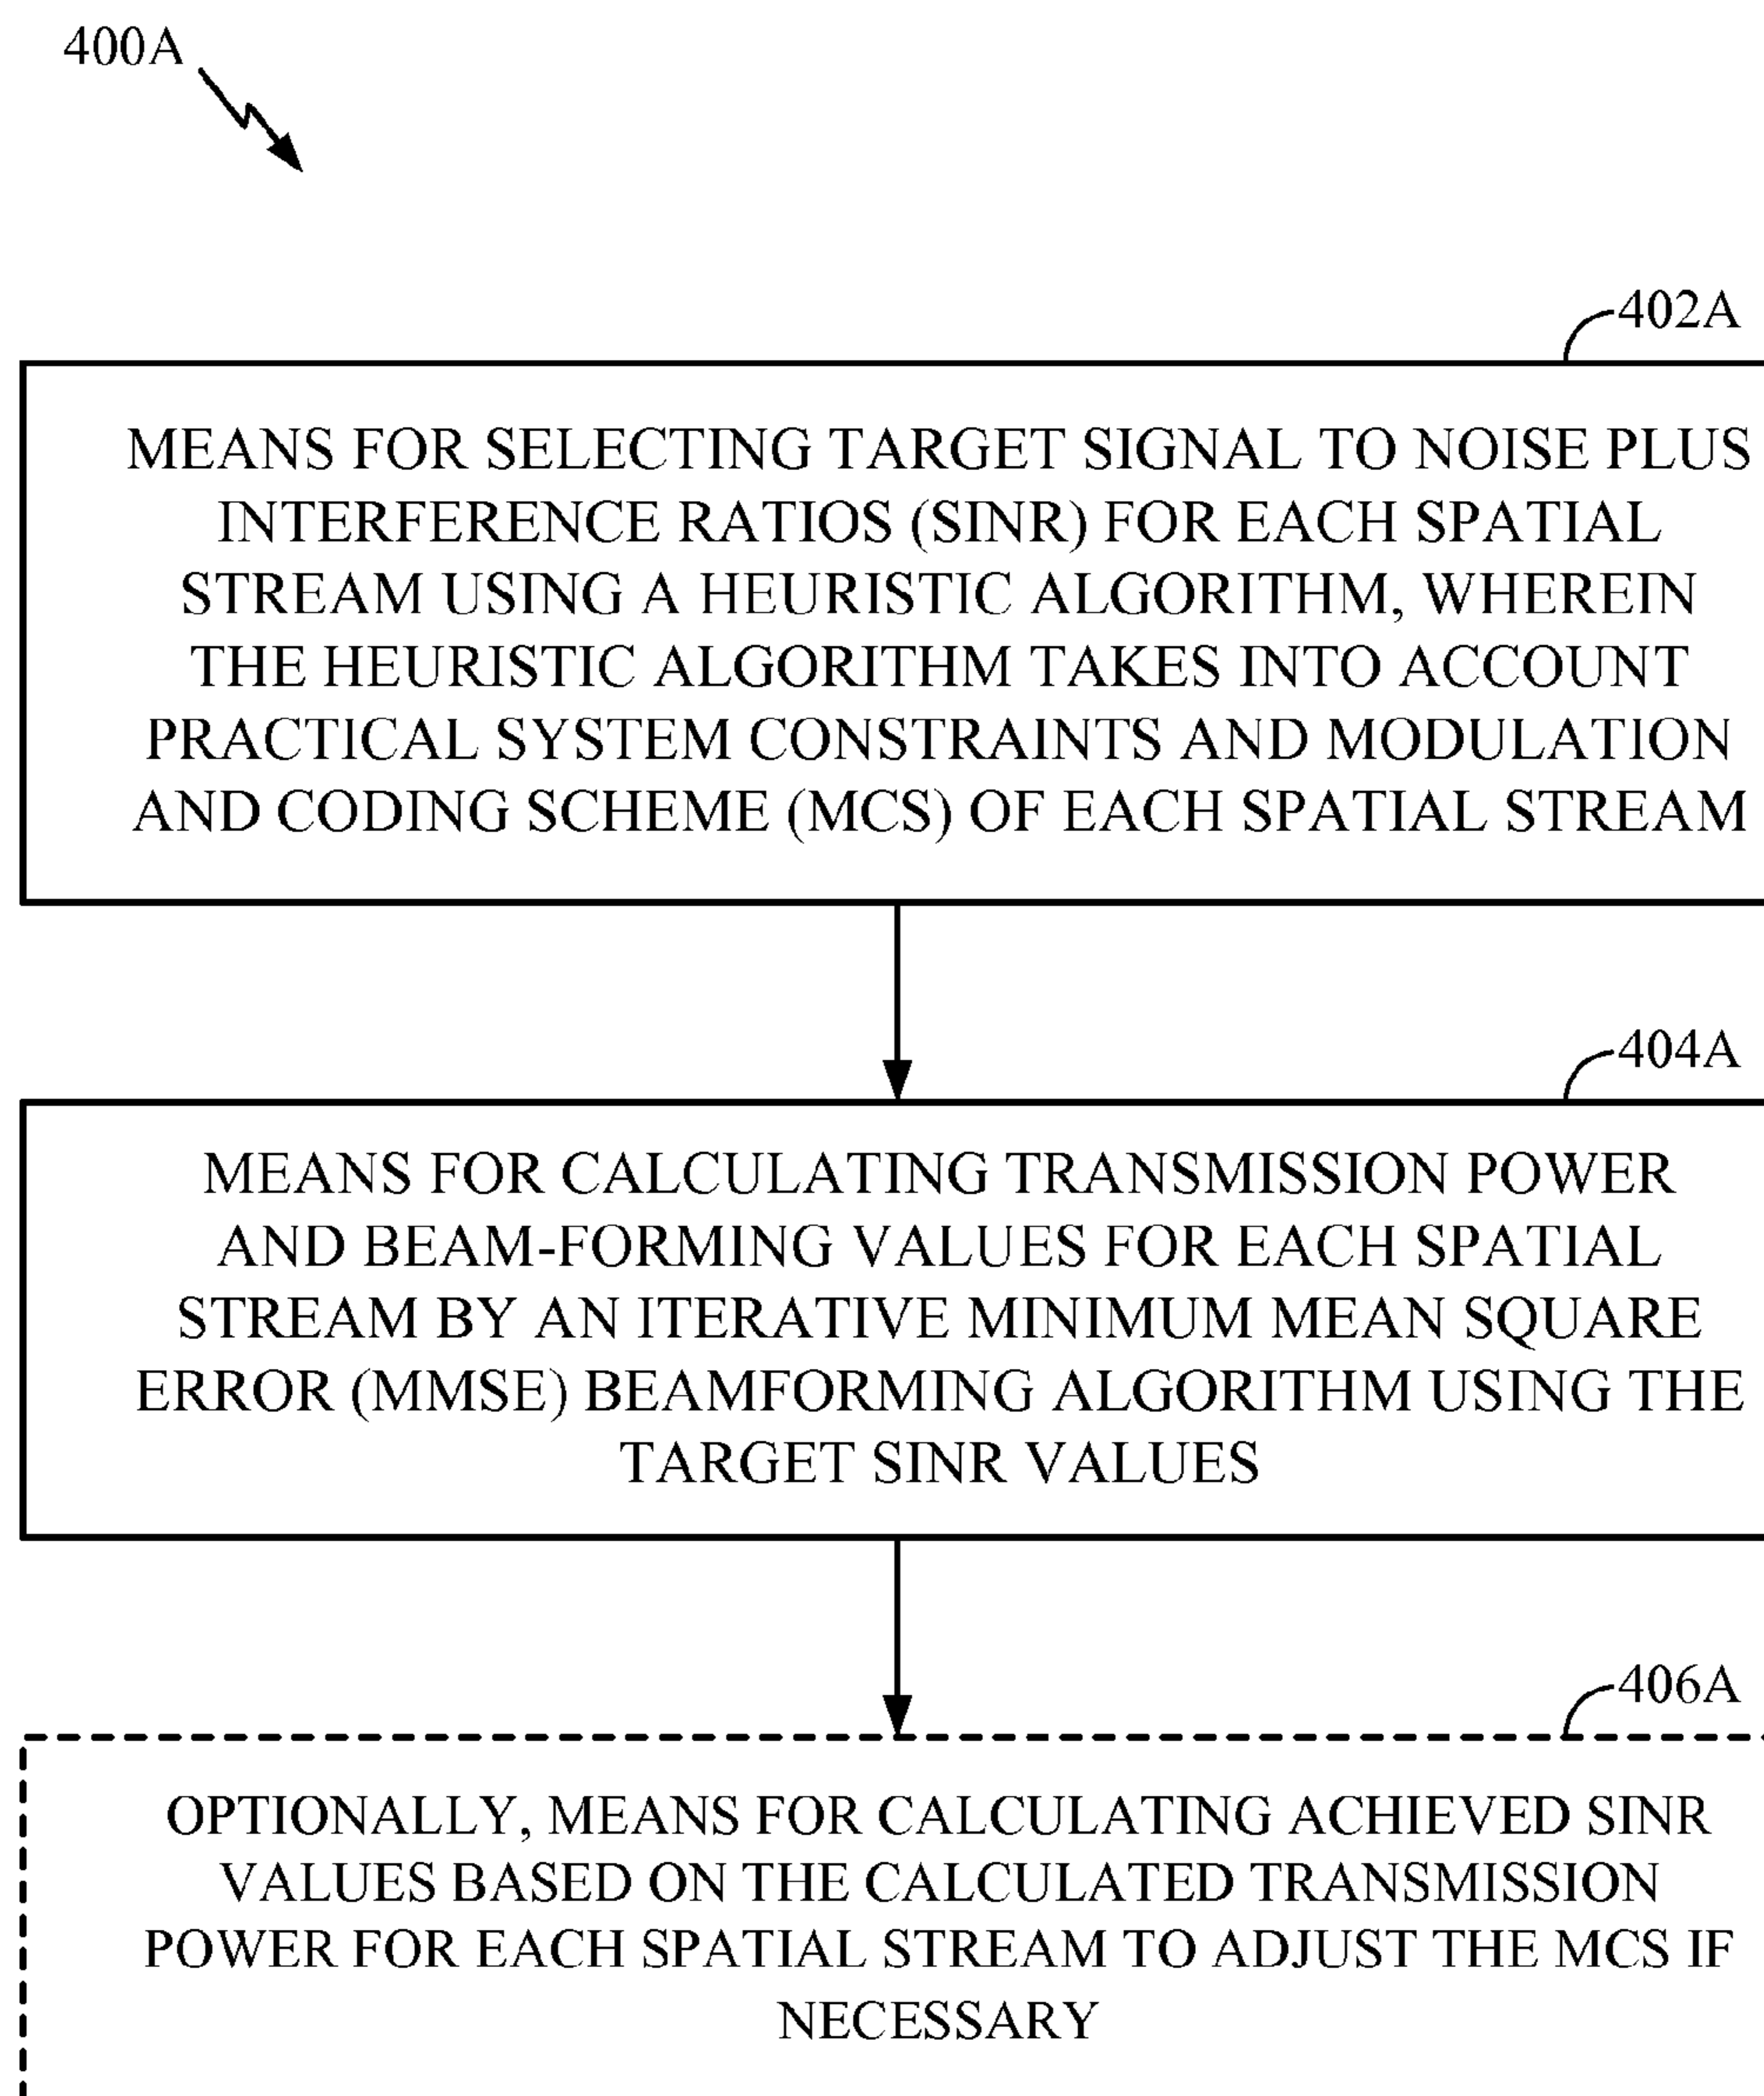 400A
402A
MEANS FOR SELECTING TARGET SIGNAL TO NOISE PLUS
INTERFERENCE RATIOS (SINR) FOR EACH SPATIAL
STREAM USING A HEURISTIC ALGORITHM, WHEREIN
THE HEURISTIC ALGORITHM TAKES INTO ACCOUNT
PRACTICAL SYSTEM CONSTRAINTS AND MODULATION
AND CODING SCHEME (MCS) OF EACH SPATIAL STREAM
404A
MEANS FOR CALCULATING TRANSMISSION POWER
AND BEAM-FORMING VALUES FOR EACH SPATIAL
STREAM BY AN ITERATIVE MINIMUM MEAN SQUARE
ERROR (MMSE) BEAMFORMING ALGORITHM USING THE
TARGET SINR VALUES
406A
OPTIONALLY, MEANS FOR CALCULATING ACHIEVED SINR
VALUES BASED ON THE CALCULATED TRANSMISSION
POWER FOR EACH SPATIAL STREAM TO ADJUST THE MCS IF
NECESSARY